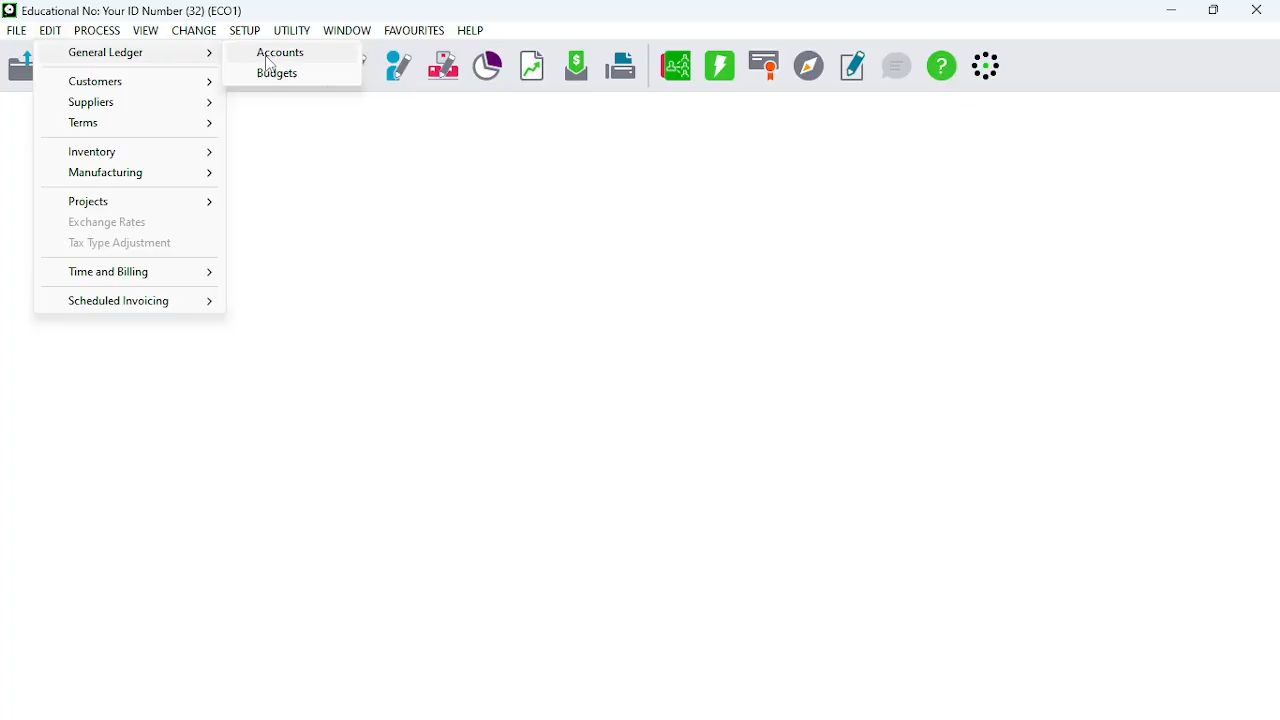 Educational No: Your ID Number (32) (ECO1)
FILE EDIT PROCESS VIEW CHANGE SETUP UTILITY WINDOW FAVOURITES HELP
General Ledger
Accounts
Budgets
Customers
Suppliers
Terms
Inventory
Manufacturing
Projects
Exchange Rates
Tax Type Adjustment
Time and Billing
Scheduled Invoicing